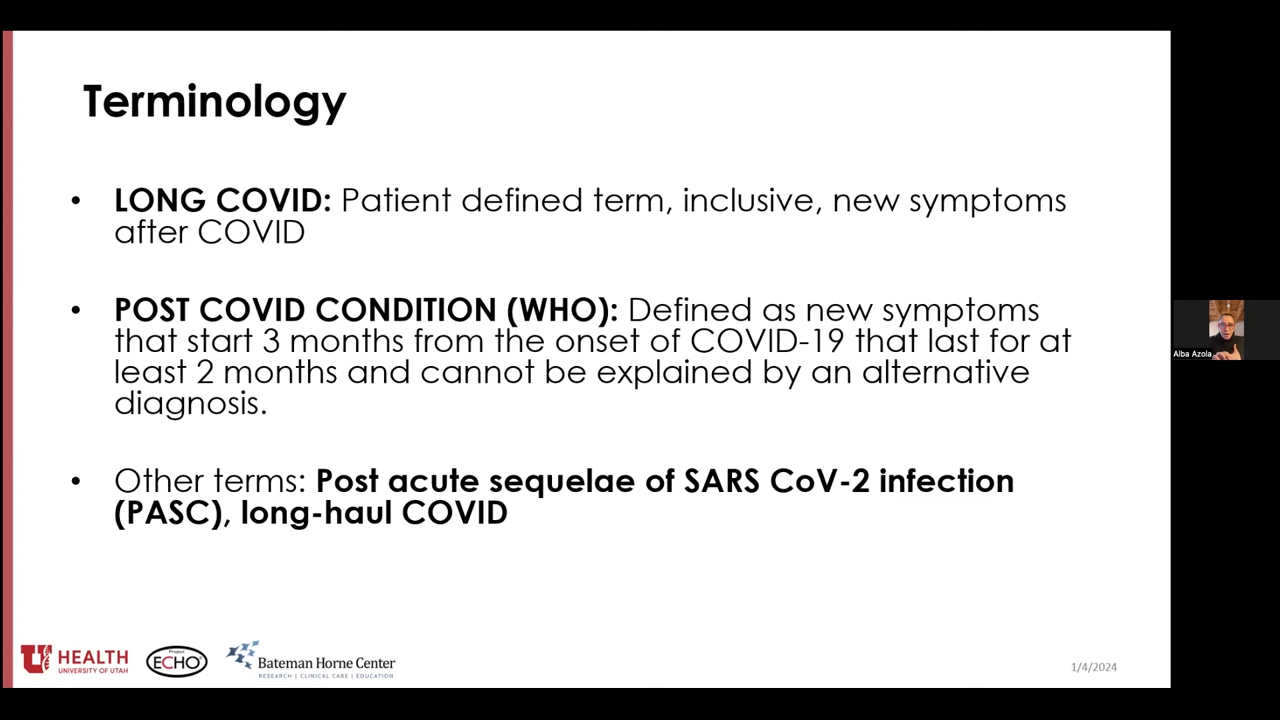 Terminology
• LONG COVID: Patient defined term, inclusive, new symptoms
after COVID
• POST COVID CONDITION (WHO): Defined as new symptoms
that start 3 months from the onset of COVID-19 that last for at
least 2 months and cannot be explained by an alternative
diagnosis.
• Other terms: Post acute sequelae of SARS CoV-2 infection
(PASC), long-haul COVID
Alba Azola
U HEALTH
UNIVERSITY OF UTAH
Project
ECHO
Bateman Horne Center
RESEARCH | CLINICAL CARE | EDUCATION
1/4/2024